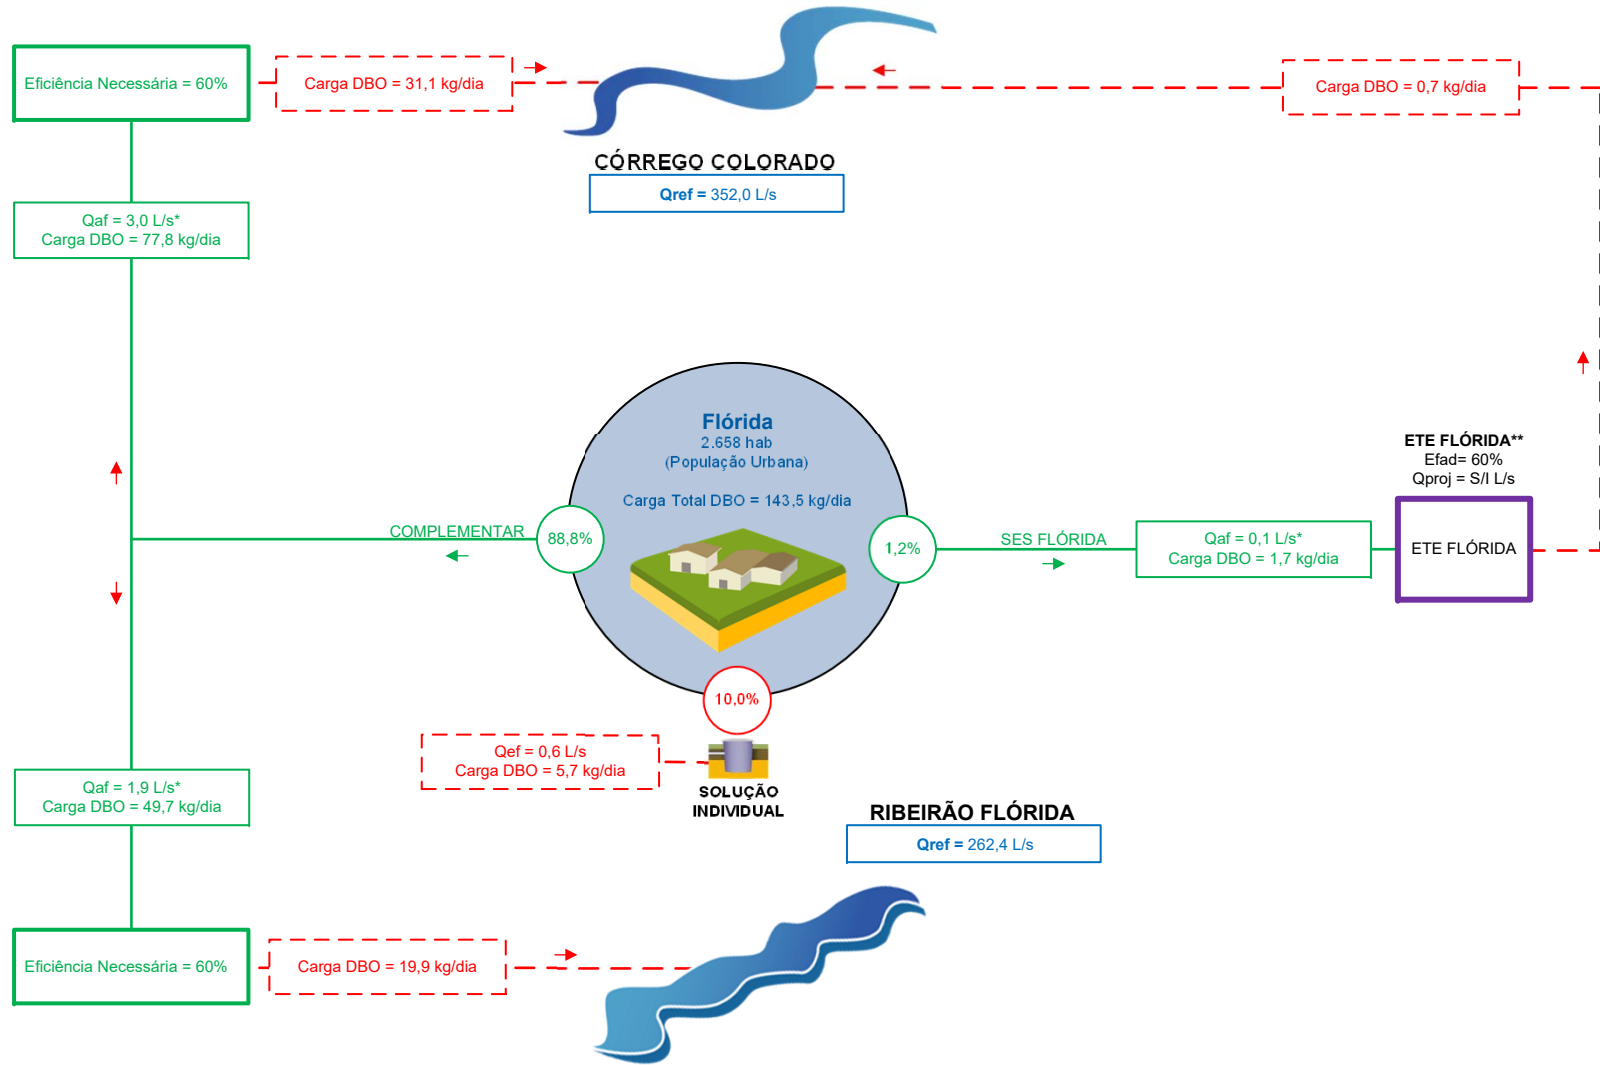 Eficiência Necessária = 60%
Carga DBO = 31,1 kg/dia
Carga DBO = 0,7 kg/dia
CÓRREGO COLORADO
Qref = 352,0 L/s
Qaf = 3,0 L/s*
Carga DBO = 77,8 kg/dia
Flórida
2.658 hab
(População Urbana)
Carga Total DBO = 143,5 kg/dia
ETE FLÓRIDA**
Efad= 60%
Qproj = S/I L/s
COMPLEMENTAR
88,8%
1,2%
SES FLÓRIDA
Qaf = 0,1 L/s*
Carga DBO = 1,7 kg/dia
ETE FLÓRIDA
10,0%
Qef = 0,6 L/s
Carga DBO = 5,7 kg/dia
SOLUÇÃO
INDIVIDUAL
Qaf = 1,9 L/s*
Carga DBO = 49,7 kg/dia
RIBEIRÃO FLÓRIDA
Qref = 262,4 L/s
Eficiência Necessária = 60%
Carga DBO = 19,9 kg/dia